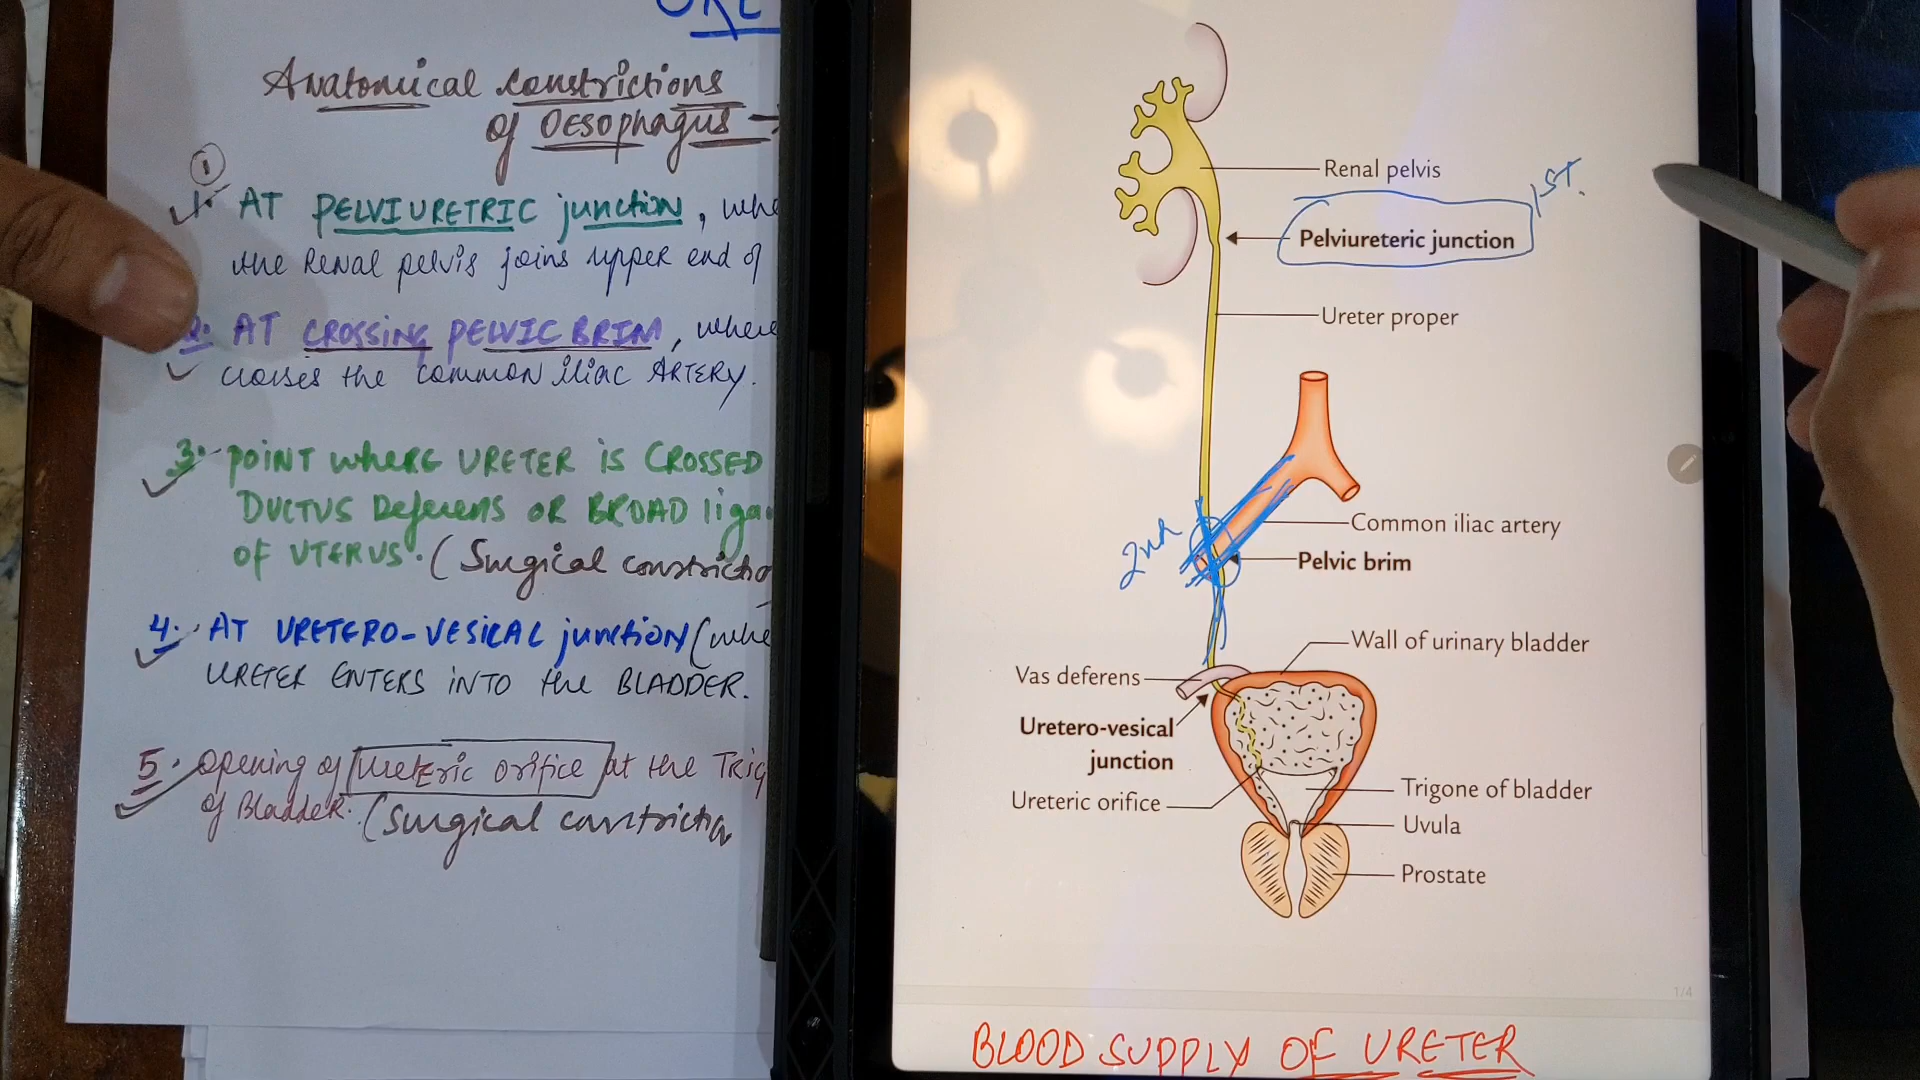 URE
Anatomical constrictions
of OESophagus →
1
1. AT PELVIURETRIC junction, whe
the Renal pelvis joins upper end of
2. AT CROSSING PELVIC BRIM, where
crosses the common iliac ARTERY.
3. POINT where URETER is CROSSED
DUCTUS Deferens OR BROAD liga
OF UTERUS. (Surgical constrictio
4. AT URETERO-VESICAL junction (whe
URETER ENTERS INTO the BLADDER.
5. Opening of Ureteric orifice at the Trig
of Bladder. (Surgical constrictio
Renal pelvis
1ST.
Pelviureteric junction
Ureter proper
Common iliac artery
2nd
Pelvic brim
Wall of urinary bladder
Vas deferens
Uretero-vesical
junction
Trigone of bladder
Ureteric orifice
Uvula
Prostate
1/4
BLOOD SUPPLY OF URETER